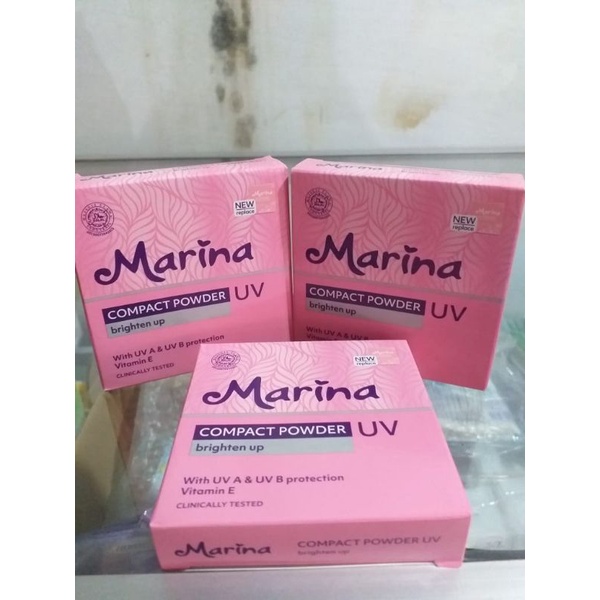 NEW
replace
Marina
COMPACT POWDER UV
brighten up
With UV A & UV B protection
Vitamin E
CLINICALLY TESTED
NEW
replace
Marina
COMPACT POWDER UV
brighten up
With UV A & UV B protection
Vitamin E
NEW
replace
Marina
COMPACT POWDER UV
brighten up
With UV A & UV B protection
Vitamin E
CLINICALLY TESTED
Marina COMPACT POWDER UV
brighten up